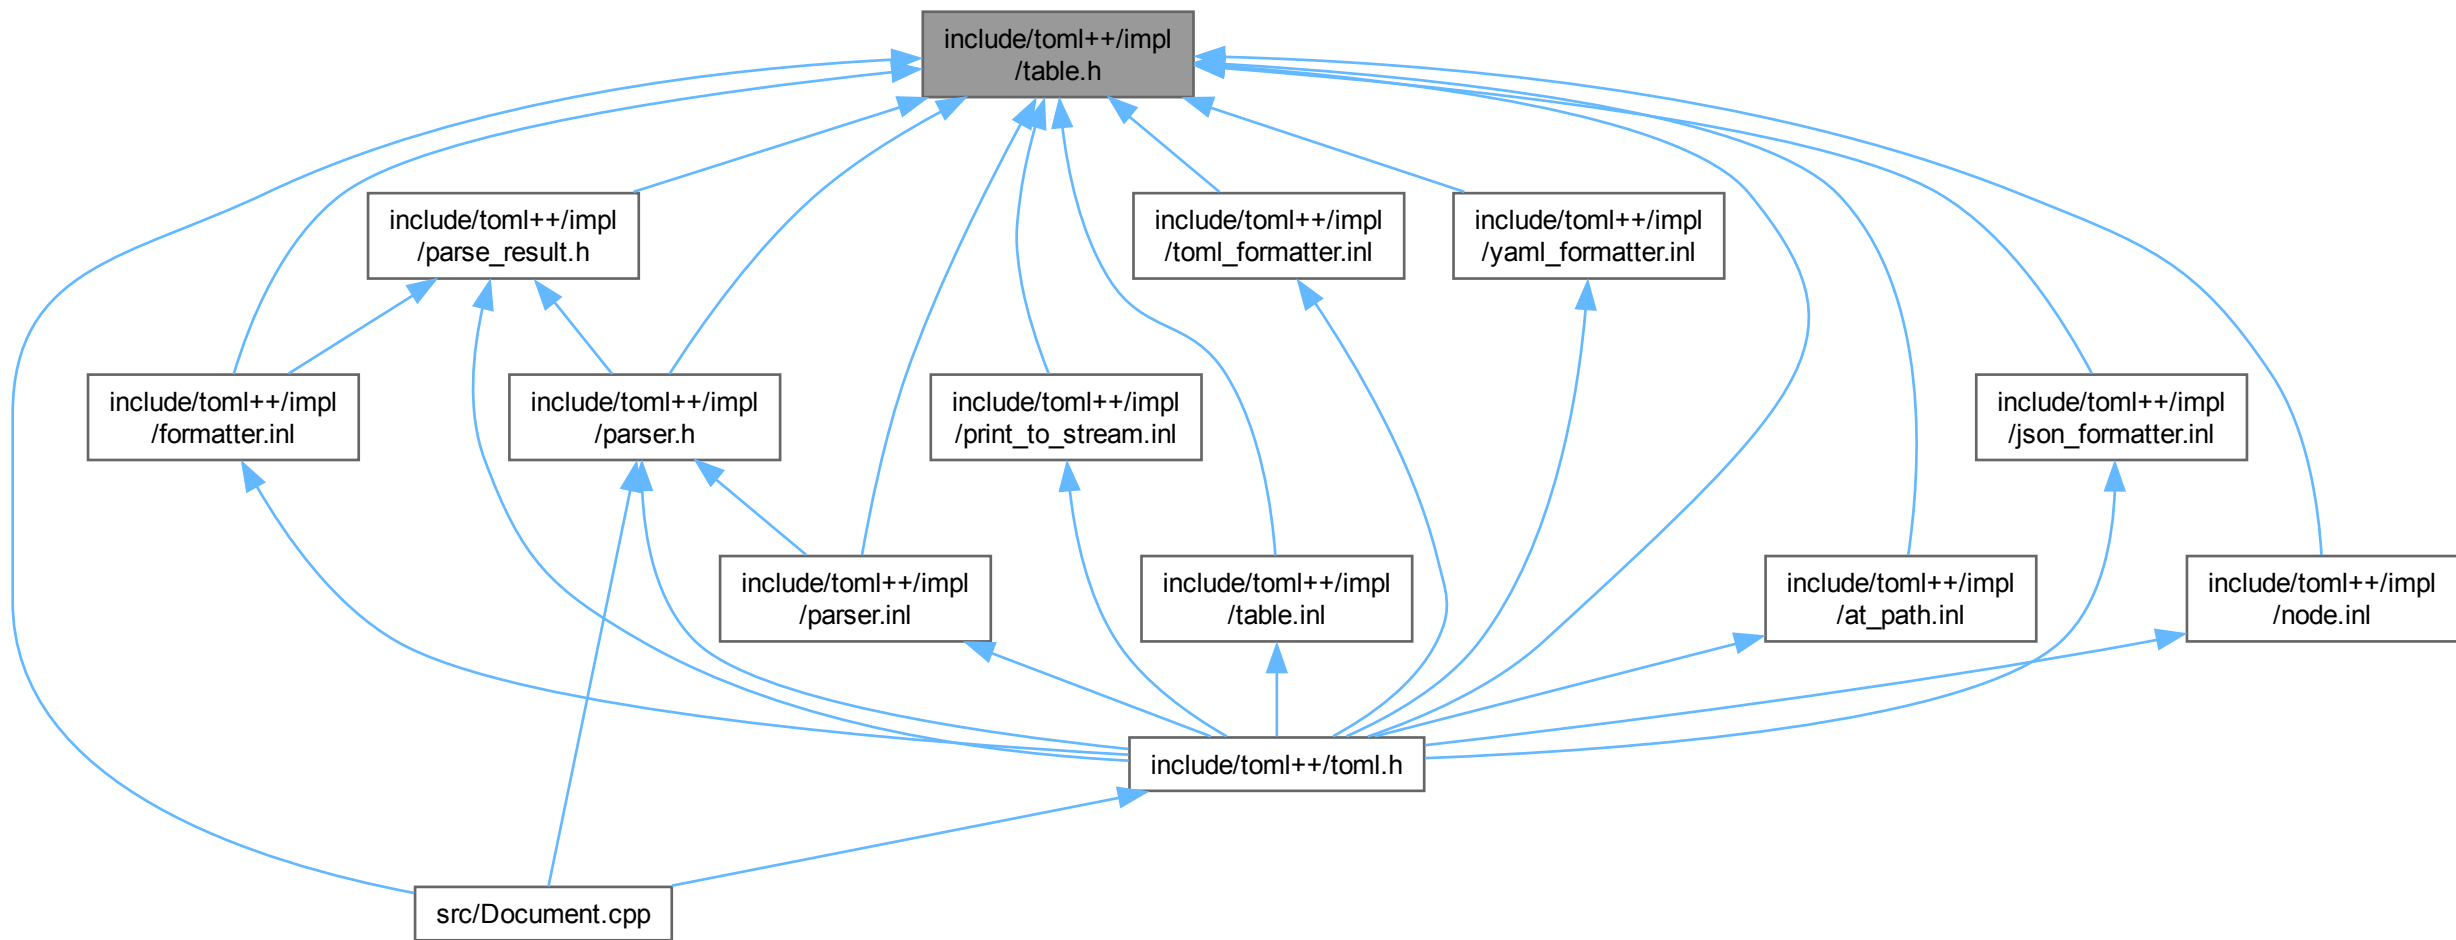 include/toml++/impl
/table.h
include/toml++/impl
/parse_result.h
include/toml++/impl
/toml_formatter.inl
include/toml++/impl
/yaml_formatter.inl
include/toml++/impl
/formatter.inl
include/toml++/impl
/parser.h
include/toml++/impl
/print_to_stream.inl
include/toml++/impl
/json_formatter.inl
include/toml++/impl
/parser.inl
include/toml++/impl
/table.inl
include/toml++/impl
/at_path.inl
include/toml++/impl
/node.inl
include/toml++/toml.h
src/Document.cpp